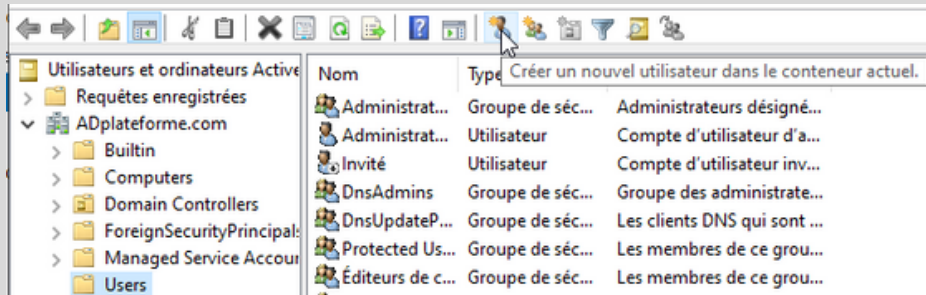 Créer un nouvel utilisateur dans le conteneur actuel.
Utilisateurs et ordinateurs Active
Requêtes enregistrées
ADplateforme.com
Builtin
Computers
Domain Controllers
ForeignSecurityPrincipals
Managed Service Accour
Users
Nom Type
Administrat... Groupe de séc... Administrateurs désigné...
Administrat... Utilisateur Compte d'utilisateur d'a...
Invité Utilisateur Compte d'utilisateur inv...
DnsAdmins Groupe de séc... Groupe des administrate...
DnsUpdateP... Groupe de séc... Les clients DNS qui sont ...
Protected Us... Groupe de séc... Les membres de ce grou...
Éditeurs de c... Groupe de séc... Les membres de ce grou...